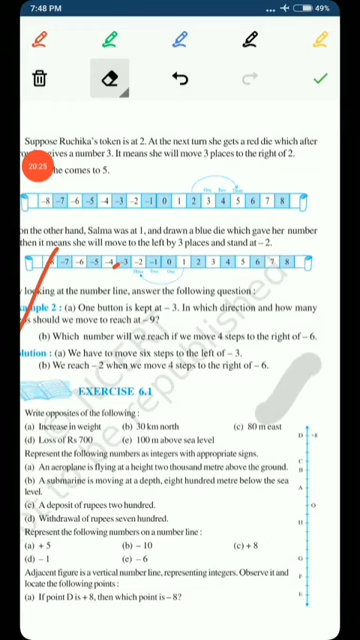 7:48 PM
... 49%
Suppose Ruchika's token is at 2. At the next turn she gets a red die which after
gives a number 3. It means she will move 3 places to the right of 2.
20:25 he comes to 5.
-8 -7 -6 -5 -4 -3 -2 -1 0 1 2 3 4 5 6 7 8
on the other hand, Salma was at 1, and drawn a blue die which gave her number
then it means she will move to the left by 3 places and stand at – 2.
-7 -6 -5 -4 -3 -2 -1 0 1 2 3 4 5 6 7 8
looking at the number line, answer the following question :
ample 2 : (a) One button is kept at – 3. In which direction and how many
should we move to reach at – 9?
(b) Which number will we reach if we move 4 steps to the right of – 6.
lution : (a) We have to move six steps to the left of – 3.
(b) We reach – 2 when we move 4 steps to the right of – 6.
EXERCISE 6.1
Write opposites of the following :
(a) Increase in weight (b) 30 km north (c) 80 m east
(d) Loss of Rs 700 (e) 100 m above sea level
Represent the following numbers as integers with appropriate signs.
(a) An aeroplane is flying at a height two thousand metre above the ground.
(b) A submarine is moving at a depth, eight hundred metre below the sea
level.
(c) A deposit of rupees two hundred.
(d) Withdrawal of rupees seven hundred.
Represent the following numbers on a number line :
(a) + 5 (b) – 10 (c) + 8
(d) – 1 (e) – 6
Adjacent figure is a vertical number line, representing integers. Observe it and
locate the following points :
(a) If point D is + 8, then which point is – 8?
D +8
C
B
A
O
H
G
F
E